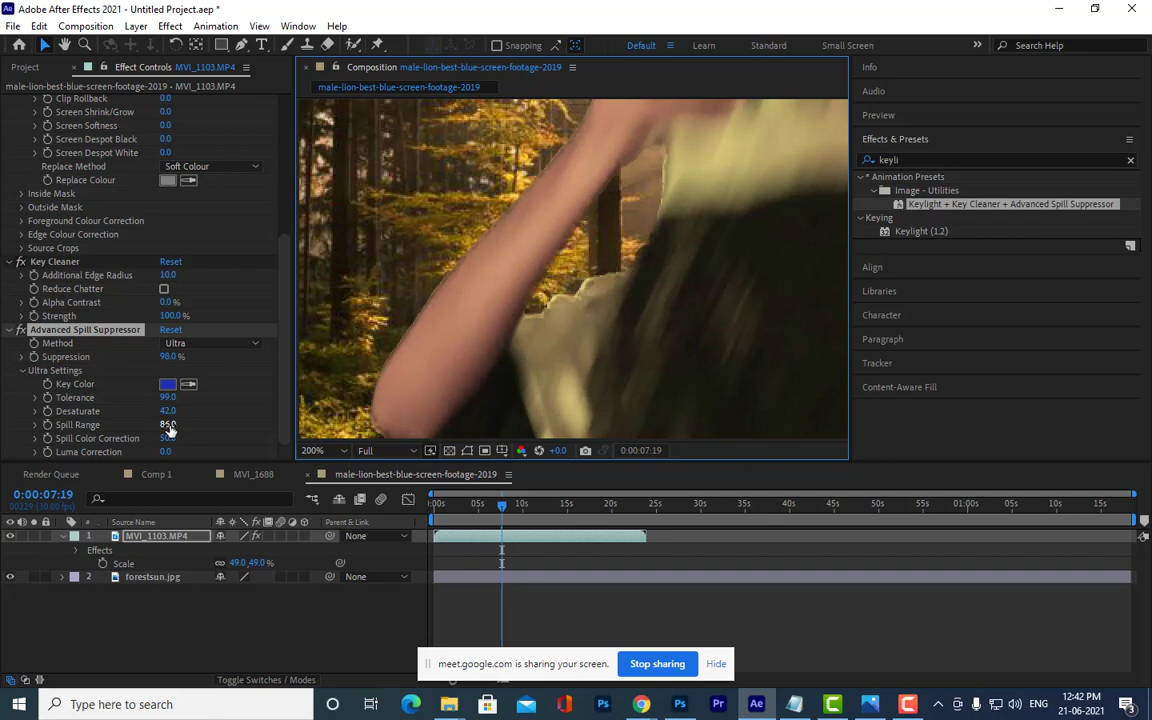 Adobe After Effects 2021 - Untitled Project.aep *
File Edit Composition Layer Effect Animation View Window Help
Snapping Default Learn Standard Small Screen Search Help
Project Effect Controls MVI_1103.MP4
male-lion-best-blue-screen-footage-2019 • MVI_1103.MP4
Clip Rollback 0.0
Screen Shrink/Grow 0.0
Screen Softness 0.0
Screen Despot Black 0.0
Screen Despot White 0.0
Replace Method Soft Colour
Replace Colour
Inside Mask
Outside Mask
Foreground Colour Correction
Edge Colour Correction
Source Crops
fx Key Cleaner Reset
Additional Edge Radius 10.0
Reduce Chatter
Alpha Contrast 0.0 %
Strength 100.0 %
fx Advanced Spill Suppressor Reset
Method Ultra
Suppression 98.0 %
Ultra Settings
Key Color
Tolerance 99.0
Desaturate 42.0
Spill Range
Spill Color Correction
Luma Correction 0.0
Composition male-lion-best-blue-screen-footage-2019
male-lion-best-blue-screen-footage-2019
200% Full +0.0 0:00:07:19
Info
Audio
Preview
Effects & Presets
keyli
* Animation Presets
Image - Utilities
Keylight + Key Cleaner + Advanced Spill Suppressor
Keying
Keylight (1.2)
Align
Libraries
Character
Paragraph
Tracker
Content-Aware Fill
Render Queue Comp 1 MVI_1688 male-lion-best-blue-screen-footage-2019
0:00:07:19
00229 (30.00 fps)
:00s 05s 10s 15s 20s 25s 30s 35s 40s 45s 50s 55s 01:00s 05s 10s 15s
# Source Name Parent & Link
1 MVI_1103.MP4 None
Effects
Scale 49.0,49.0 %
2 forestsun.jpg None
meet.google.com is sharing your screen. Stop sharing Hide
Toggle Switches / Modes
Type here to search
Ps Ps Pr Ae
ENG
12:42 PM
21-06-2021
3